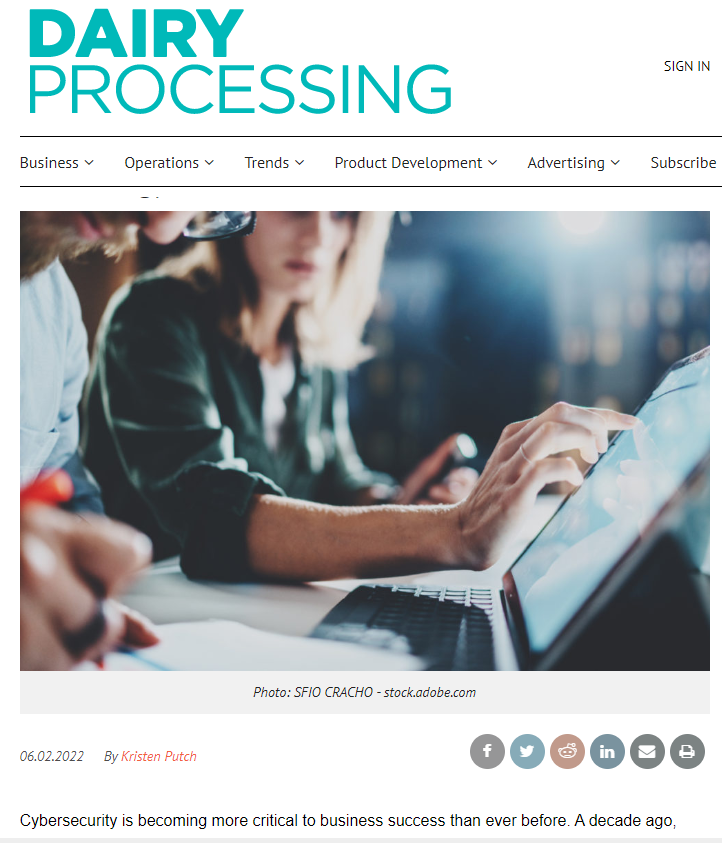 DAIRY
PROCESSING
SIGN IN
Business Operations Trends Product Development Advertising Subscribe
Photo: SFIO CRACHO - stock.adobe.com
06.02.2022 By Kristen Putch
Cybersecurity is becoming more critical to business success than ever before. A decade ago,